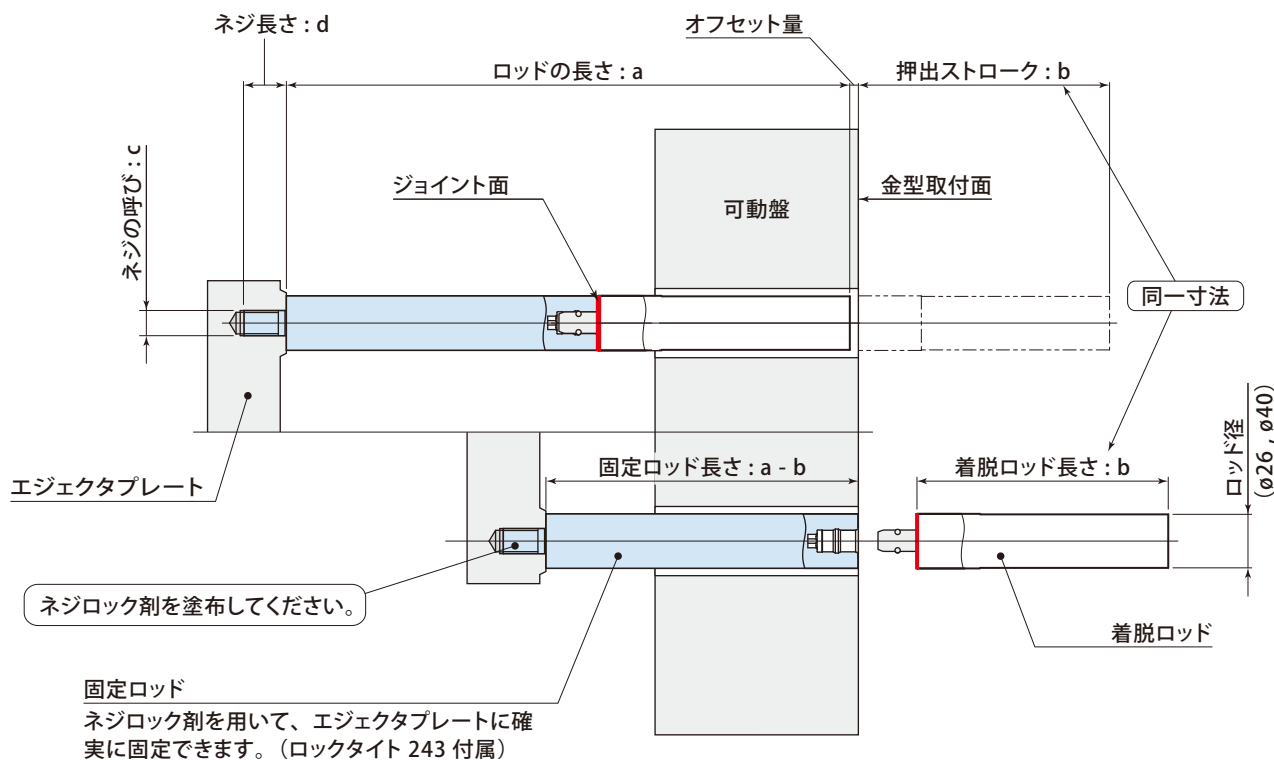 ネジ長さ : d
オフセット量
ロッドの長さ : a
押出ストローク : b
ネジの呼び : c
ジョイント面
可動盤
金型取付面
同一寸法
エジェクタプレート
固定ロッド長さ : a - b
着脱ロッド長さ : b
ロッド径
(ø26 , ø40)
ネジロック剤を塗布してください。
着脱ロッド
固定ロッド
ネジロック剤を用いて、エジェクタプレートに確
実に固定できます。（ロックタイト 243 付属）